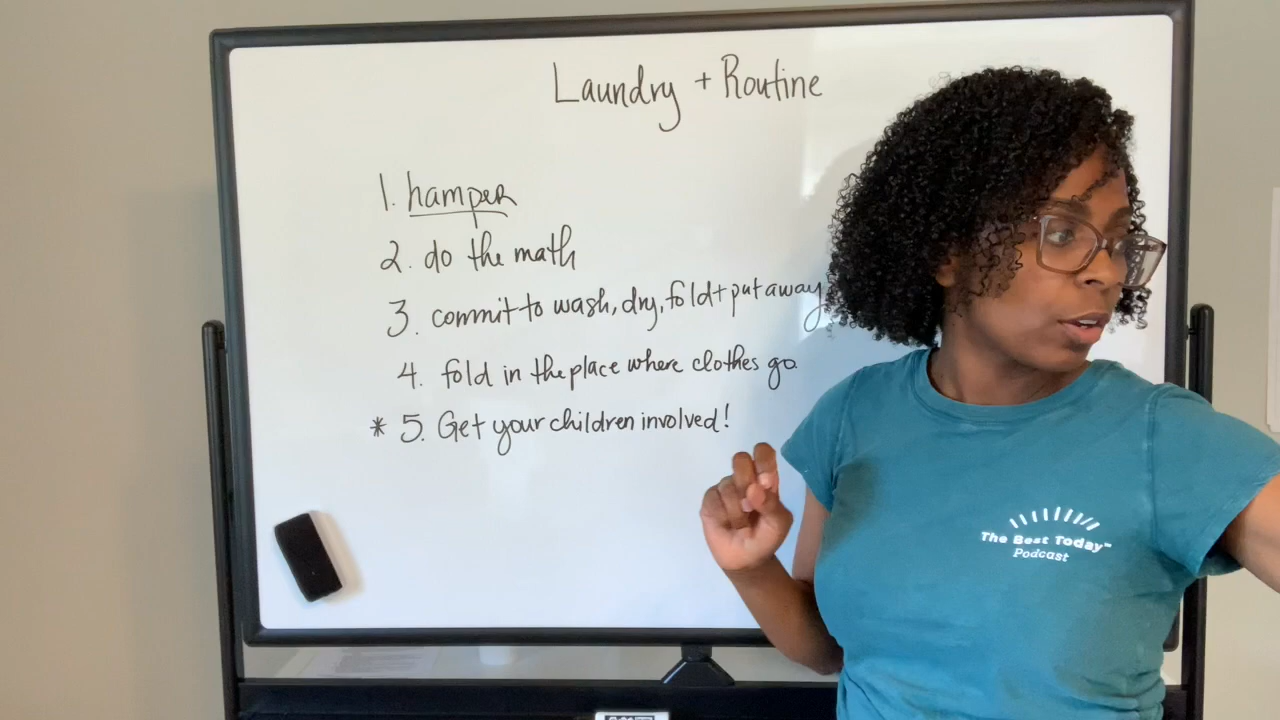 Laundry + Routine
1. hamper
2. do the math
3. commit to wash, dry, fold + put away
4. fold in the place where clothes go
* 5. Get your children involved!
The Best Today™
Podcast